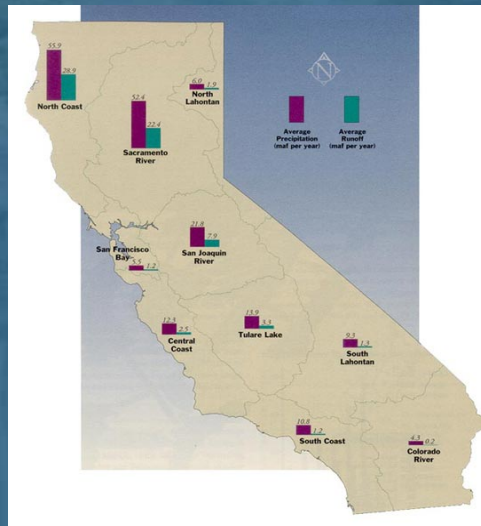 N
55.9
28.9
North Coast
6.0
1.9
North
Lahontan
52.4
22.4
Sacramento
River
Average
Precipitation
(maf per year)
Average
Runoff
(maf per year)
San Francisco
Bay
5.5
1.2
21.8
7.9
San Joaquin
River
12.3
2.5
Central
Coast
13.9
3.3
Tulare Lake
9.3
1.3
South
Lahontan
10.8
1.2
South Coast
4.3
0.2
Colorado
River